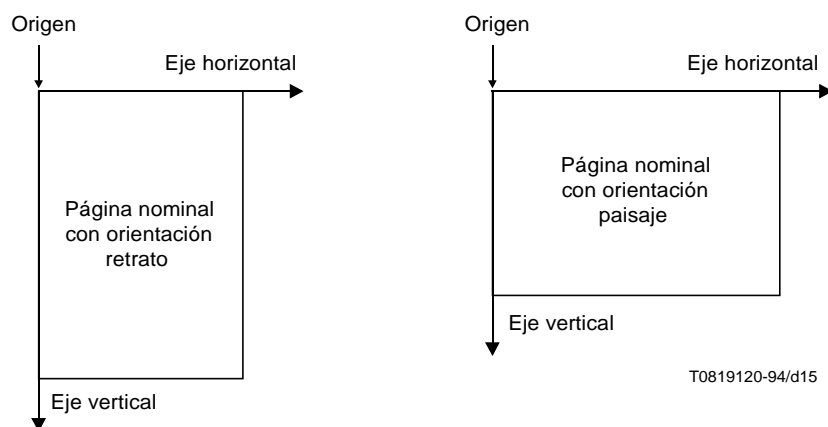 Origen
Eje horizontal
Página nominal
con orientación
retrato
Eje vertical
Origen
Eje horizontal
Página nominal
con orientación
paisaje
Eje vertical
T0819120-94/d15